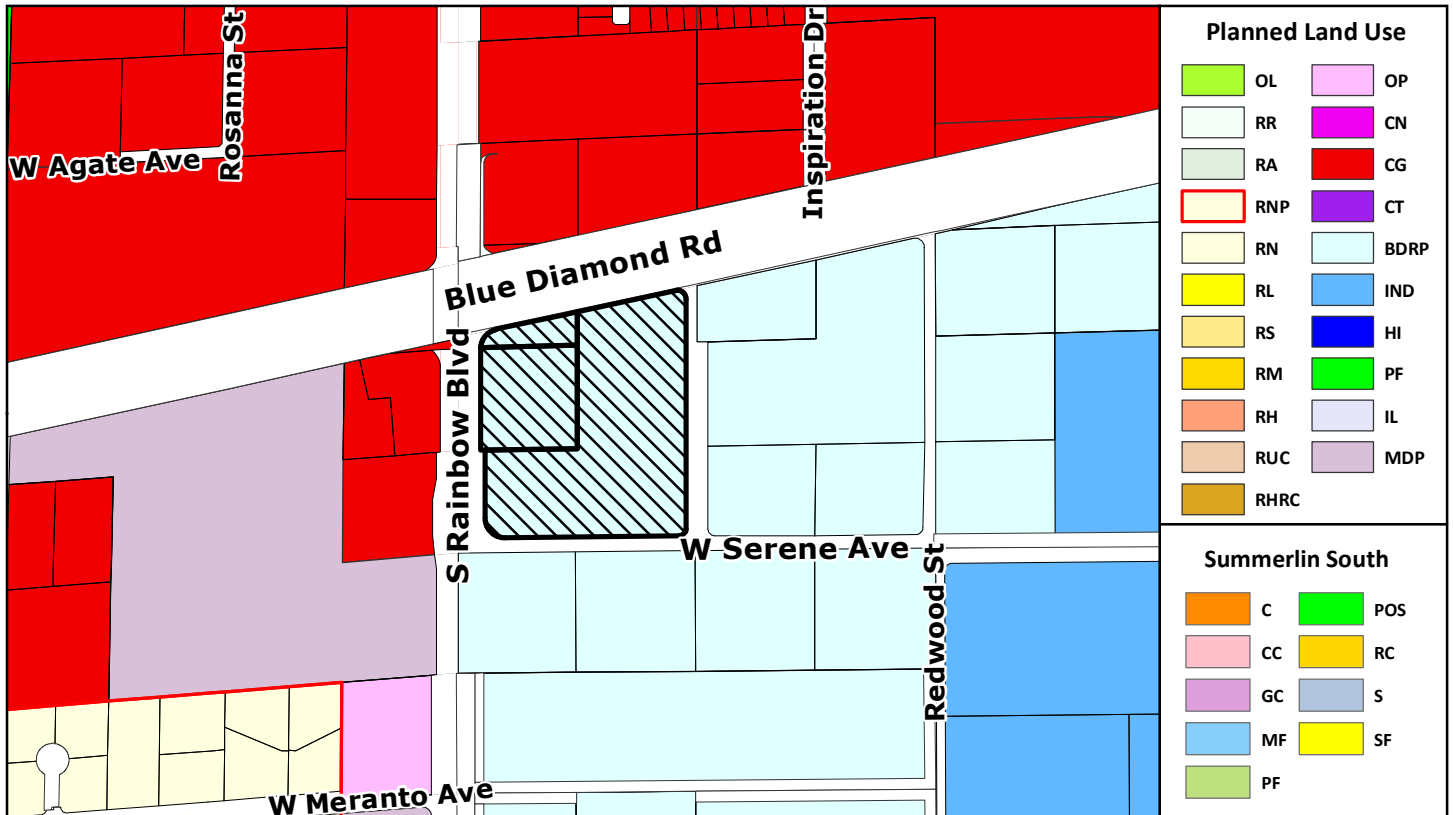 Rosanna St
W Agate Ave
Inspiration Dr
Blue Diamond Rd
S Rainbow Blvd
W Serene Ave
Redwood St
W Meranto Ave
Planned Land Use
OL
RR
RA
RNP
RN
RL
RS
RM
RH
RUC
RHRC
OP
CN
CG
CT
BDRP
IND
HI
PF
IL
MDP
Summerlin South
C
CC
GC
MF
PF
POS
RC
S
SF